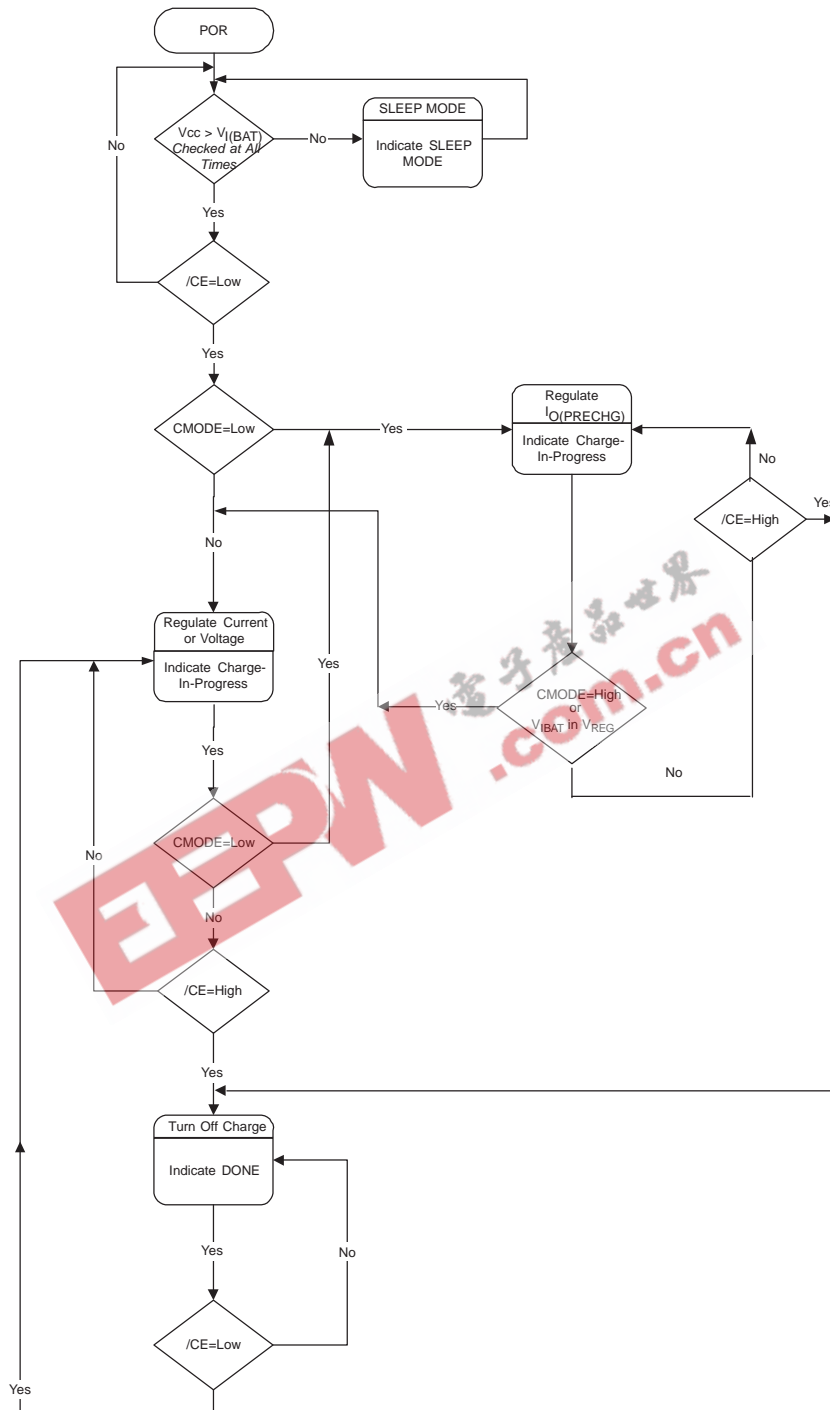 POR
No
Vcc > VI(BAT)
Checked at All
Times
No
SLEEP MODE
Indicate SLEEP
MODE
Yes
/CE=Low
Yes
CMODE=Low
Yes
Regulate
IO(PRECHG)
Indicate Charge-
In-Progress
No
/CE=High
Yes
No
Regulate Current
or Voltage
Indicate Charge-
In-Progress
Yes
Yes
CMODE=High
or
VIBAT in VREG
No
Yes
CMODE=Low
No
No
/CE=High
Yes
Turn Off Charge
Indicate DONE
Yes
No
/CE=Low
Yes
EEPW
.com.cn
電子產品世界